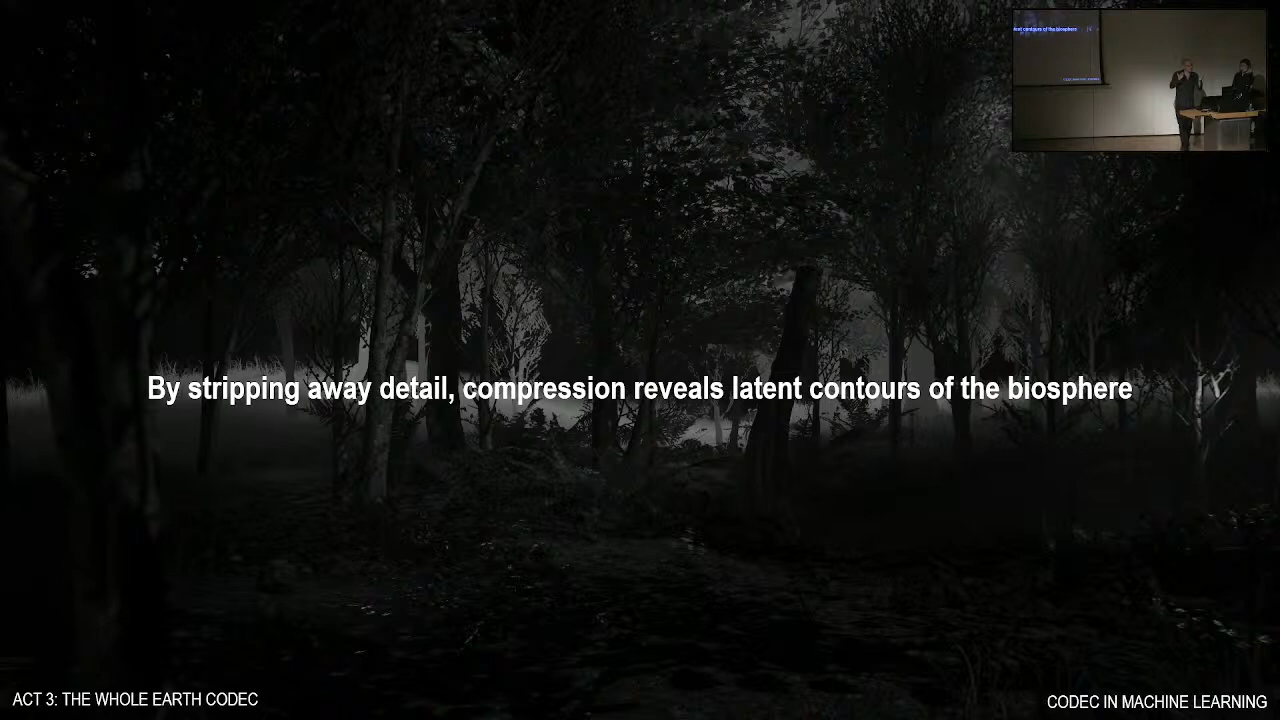 By stripping away detail, compression reveals latent contours of the biosphere
ACT 3: THE WHOLE EARTH CODEC
CODEC IN MACHINE LEARNING